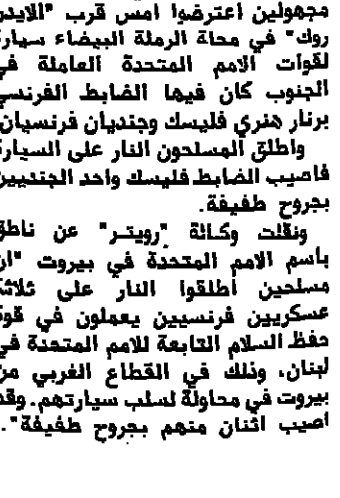 مجهولين اعترضوا امس قرب "الايدن
روك" في محلة الرملة البيضاء سيارة
لقوات الامم المتحدة العاملة في
الجنوب كان فيها الضابط الفرنسي
برنار هنري فليسك وجنديان فرنسيان.
واطلق المسلحون النار على السيارة
فاصيب الضابط فليسك واحد الجنديين
بجروح طفيفة.
ونقلت وكالة "رويتر" عن ناطق
باسم الامم المتحدة في بيروت "ان
مسلحين اطلقوا النار على ثلاثة
عسكريين فرنسيين يعملون في قوة
حفظ السلام التابعة للامم المتحدة في
لبنان، وذلك في القطاع الغربي من
بيروت في محاولة لسلب سيارتهم. وقد
اصيب اثنان منهم بجروح طفيفة".